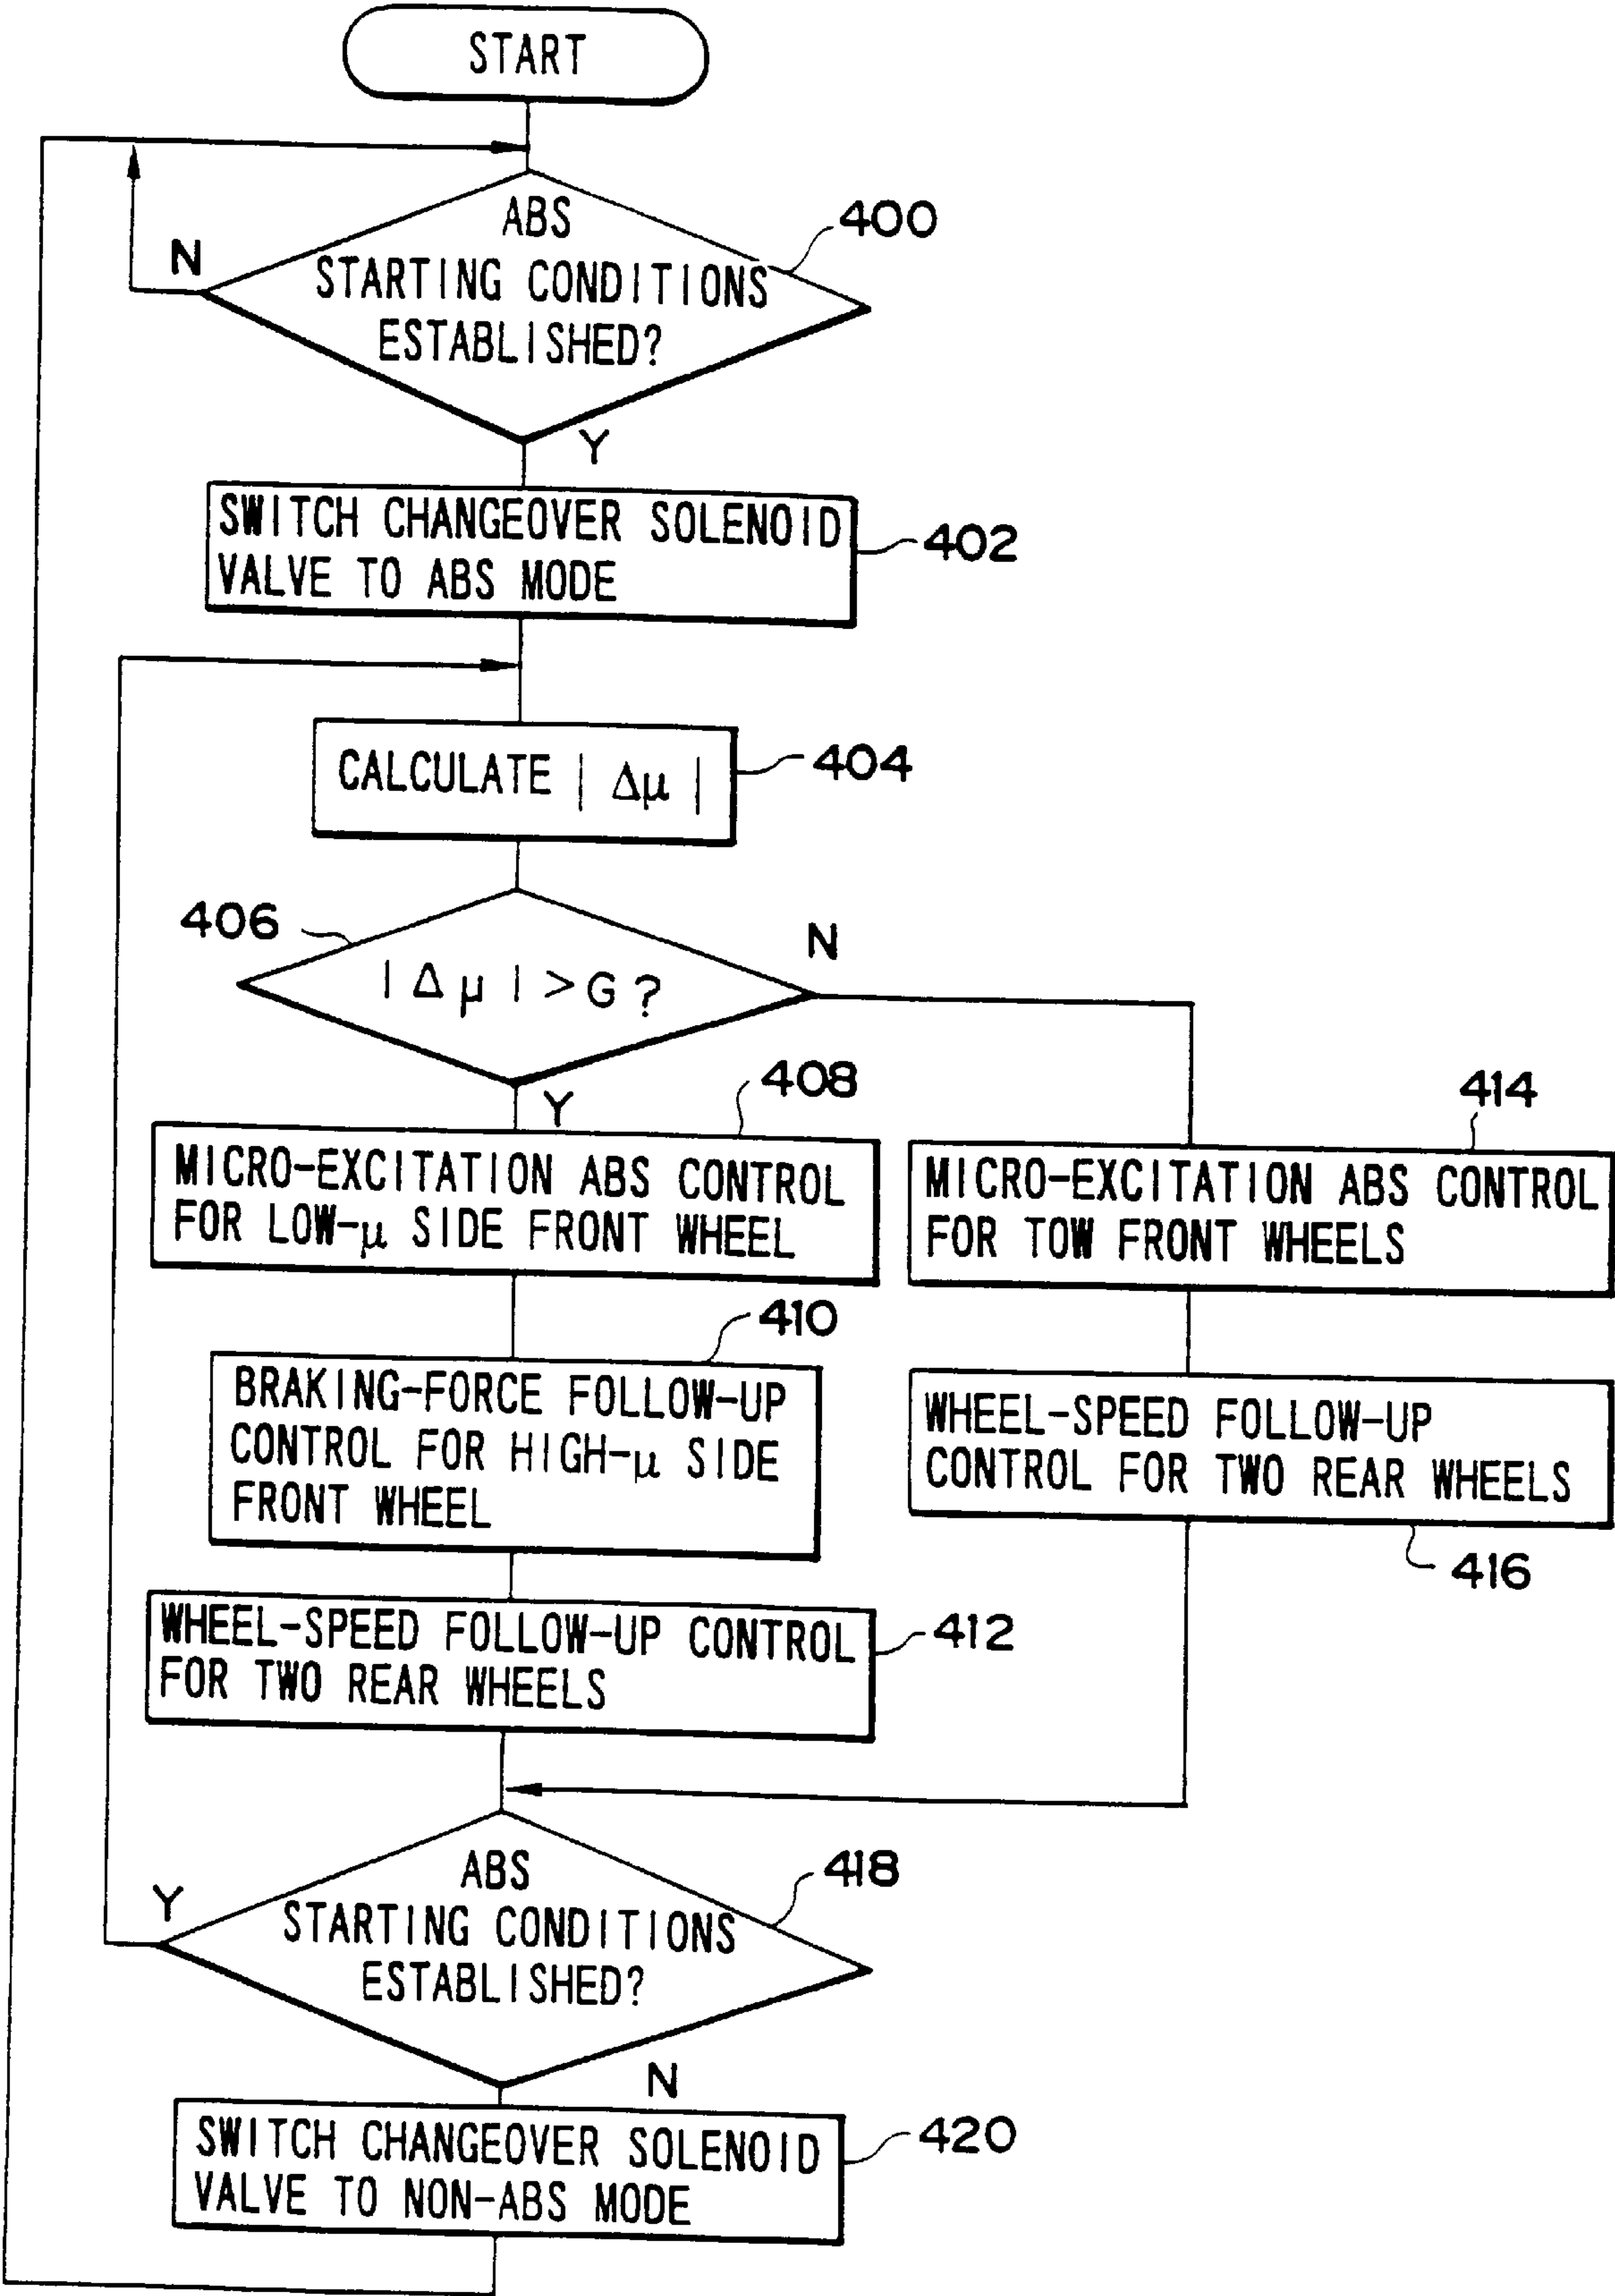 START
ABS
STARTING CONDITIONS
ESTABLISHED?
400
N
Y
SWITCH CHANGEOVER SOLENOID
VALVE TO ABS MODE
402
CALCULATE | Δμ |
404
406
| Δ μ | > G ?
N
Y
408
MICRO-EXCITATION ABS CONTROL
FOR LOW-μ SIDE FRONT WHEEL
414
MICRO-EXCITATION ABS CONTROL
FOR TOW FRONT WHEELS
410
BRAKING-FORCE FOLLOW-UP
CONTROL FOR HIGH-μ SIDE
FRONT WHEEL
WHEEL-SPEED FOLLOW-UP
CONTROL FOR TWO REAR WHEELS
416
WHEEL-SPEED FOLLOW-UP CONTROL
FOR TWO REAR WHEELS
412
ABS
STARTING CONDITIONS
ESTABLISHED?
418
Y
N
SWITCH CHANGEOVER SOLENOID
VALVE TO NON-ABS MODE
420